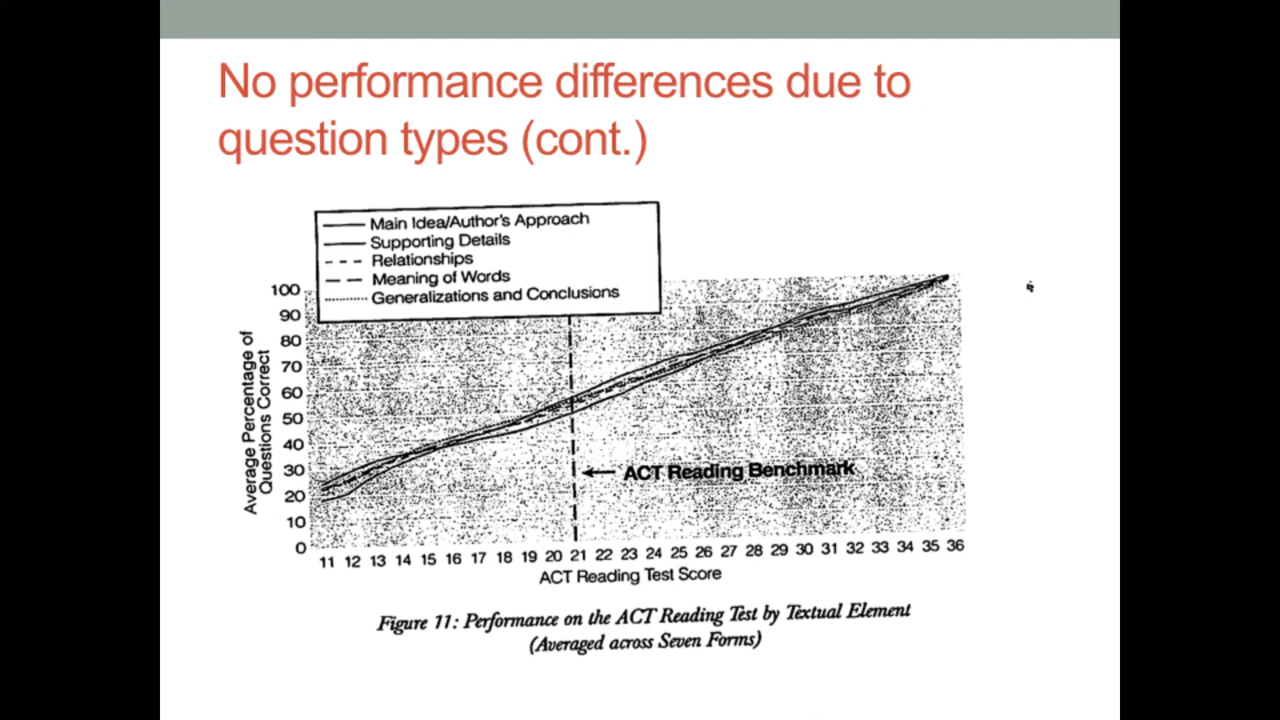 No performance differences due to
question types (cont.)
Main Idea/Author's Approach
Supporting Details
Relationships
Meaning of Words
Generalizations and Conclusions
100
90
80
70
60
50
40
30
20
10
0
Average Percentage of
Questions Correct
ACT Reading Benchmark
11 12 13 14 15 16 17 18 19 20 21 22 23 24 25 26 27 28 29 30 31 32 33 34 35 36
ACT Reading Test Score
Figure 11: Performance on the ACT Reading Test by Textual Element
(Averaged across Seven Forms)